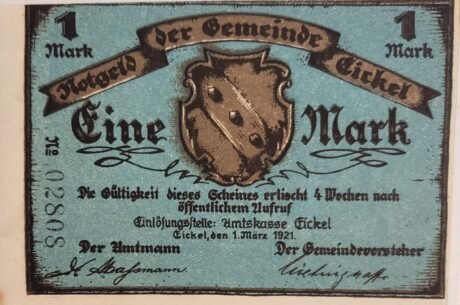 1 Mark
1 Mark
Notgeld der Gemeinde Eickel
Eine Mark
No 02808
Die Gültigkeit dieses Scheines erlischt 4 Wochen nach
öffentlichem Aufruf
Einlösungsstelle: Amtskasse Eickel
Eickel, den 1. März 1921.
Der Amtmann Der Gemeindevorsteher